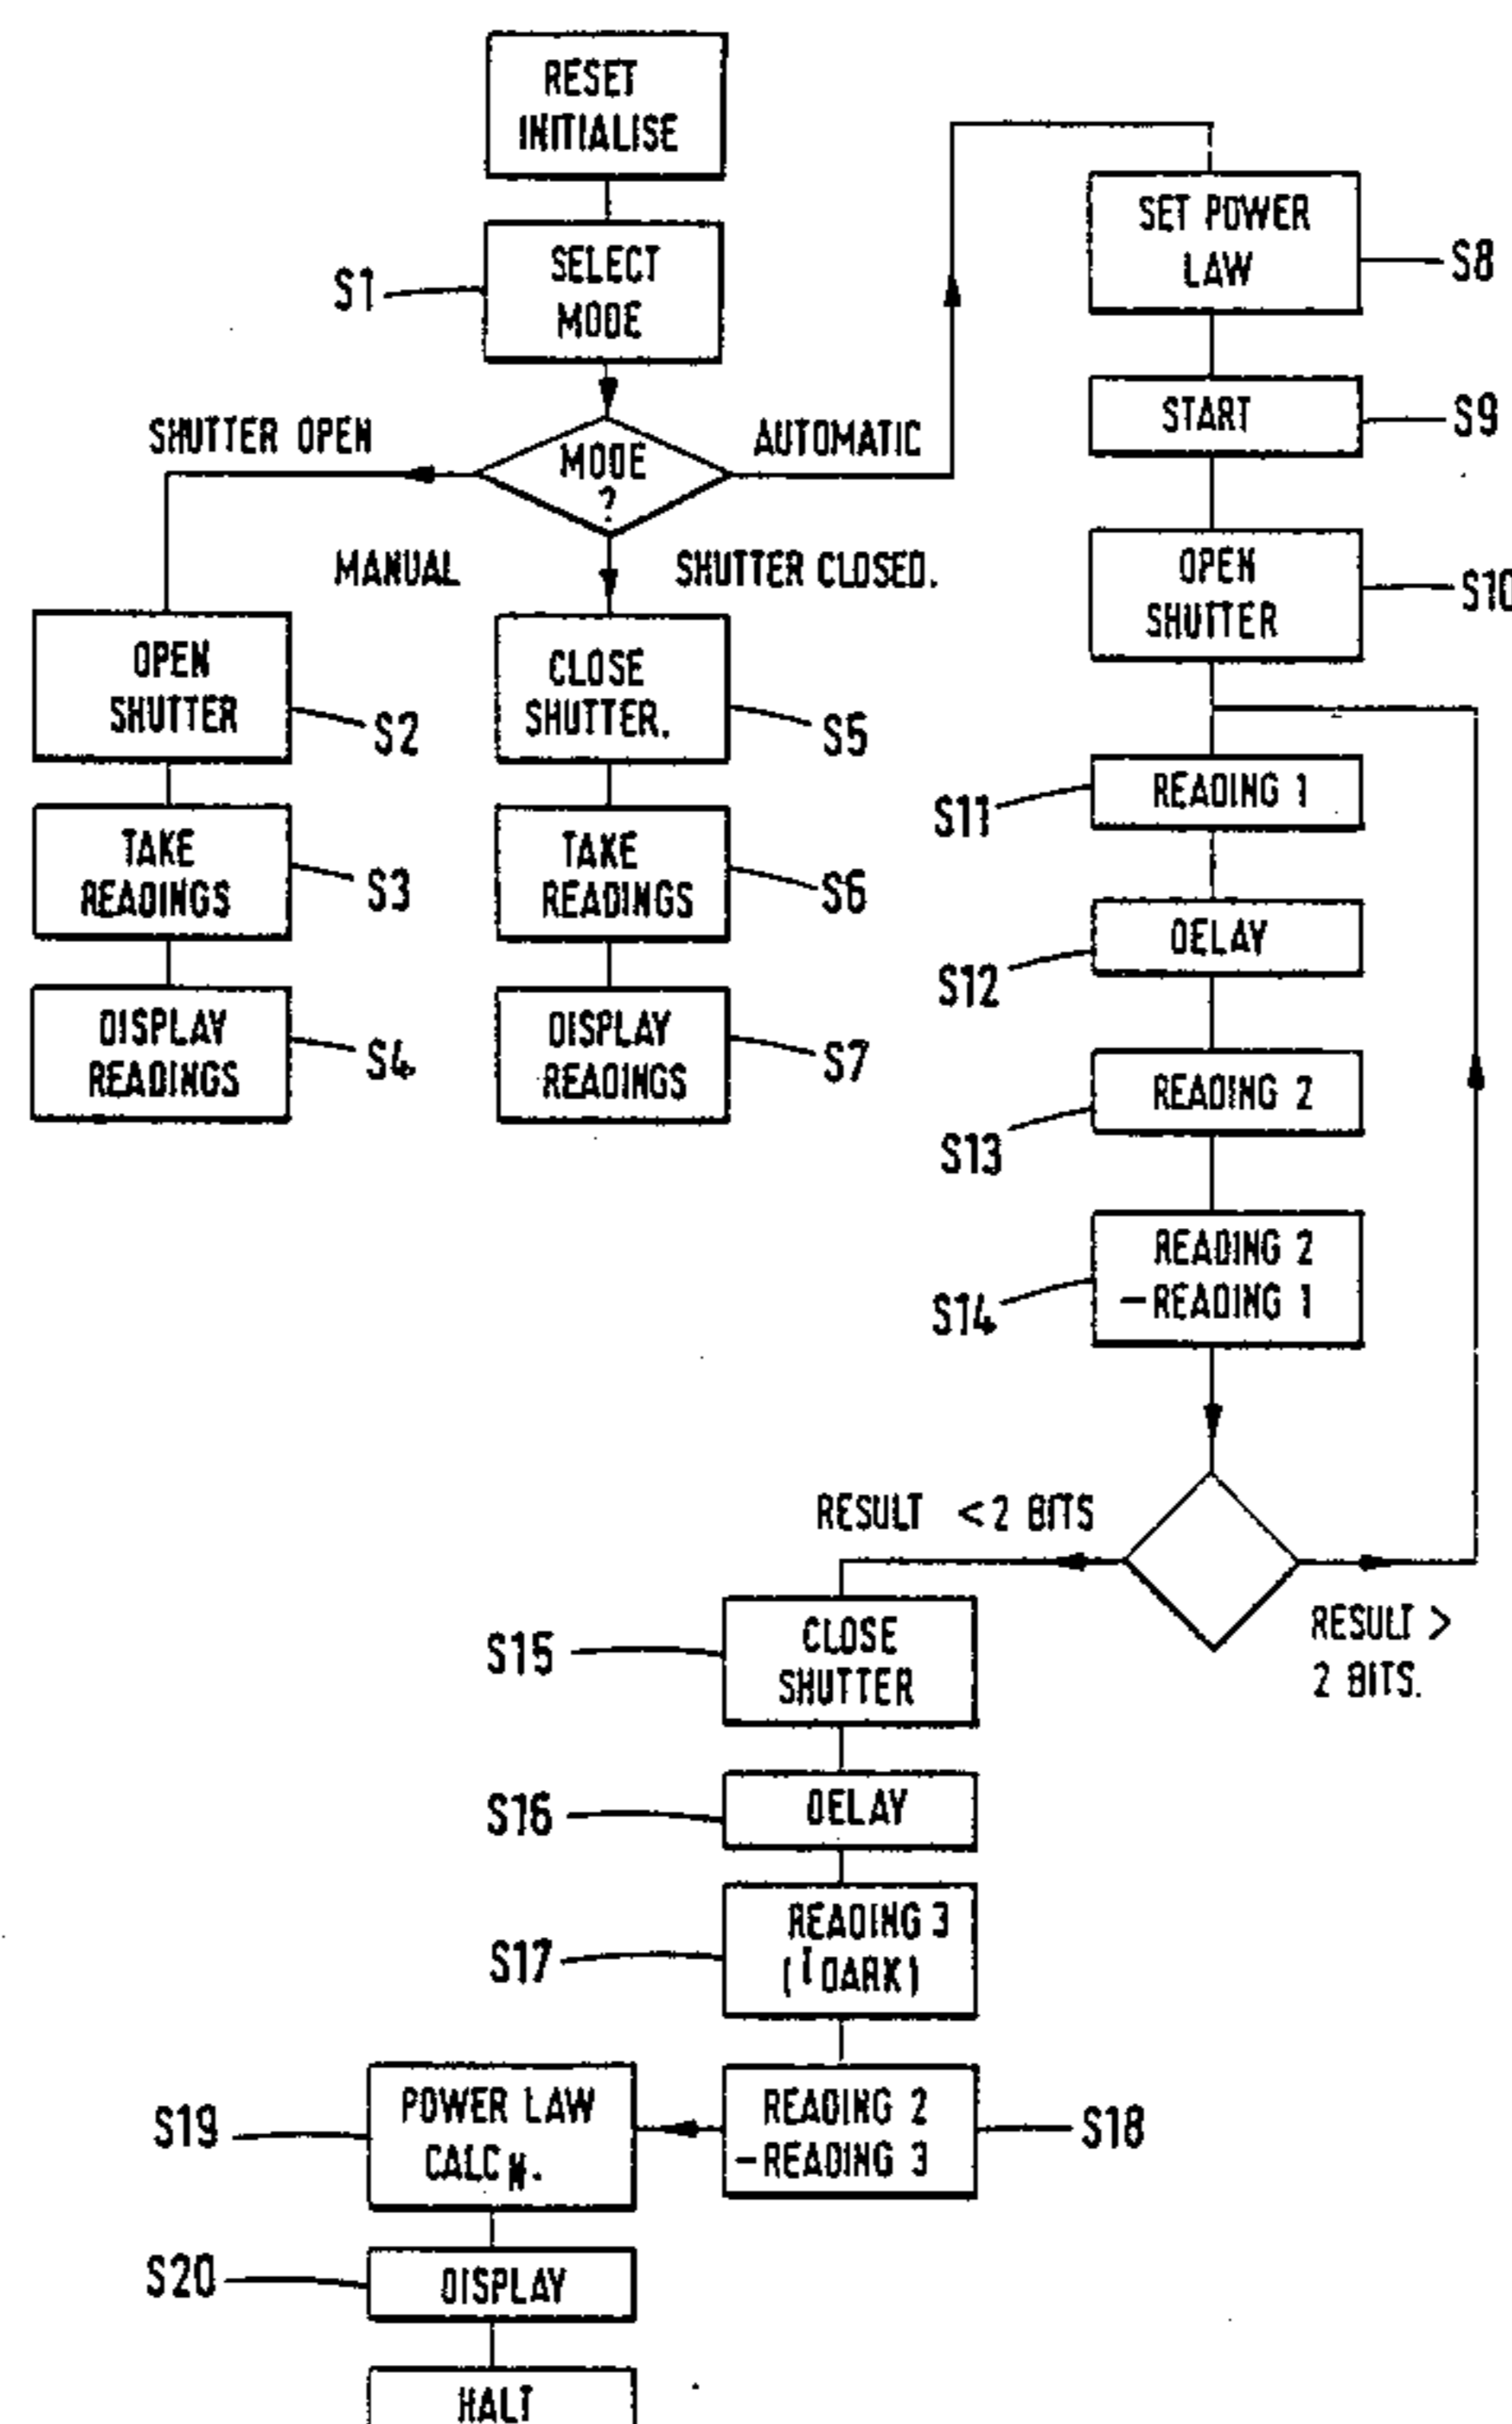 RESET
INITIALISE
S1
SELECT
MODE
SHUTTER OPEN
MODE
?
AUTOMATIC
MANUAL
SHUTTER CLOSED.
OPEN
SHUTTER
S2
TAKE
READINGS
S3
DISPLAY
READINGS
S4
CLOSE
SHUTTER.
S5
TAKE
READINGS
S6
DISPLAY
READINGS
S7
SET POWER
LAW
S8
START
S9
OPEN
SHUTTER
S10
S11
READING 1
S12
DELAY
S13
READING 2
S14
READING 2
-READING 1
RESULT <2 BITS
RESULT >
2 BITS.
S15
CLOSE
SHUTTER
S16
DELAY
S17
READING 3
(I DARK)
READING 2
-READING 3
S18
S19
POWER LAW
CALC N.
S20
DISPLAY
HALT